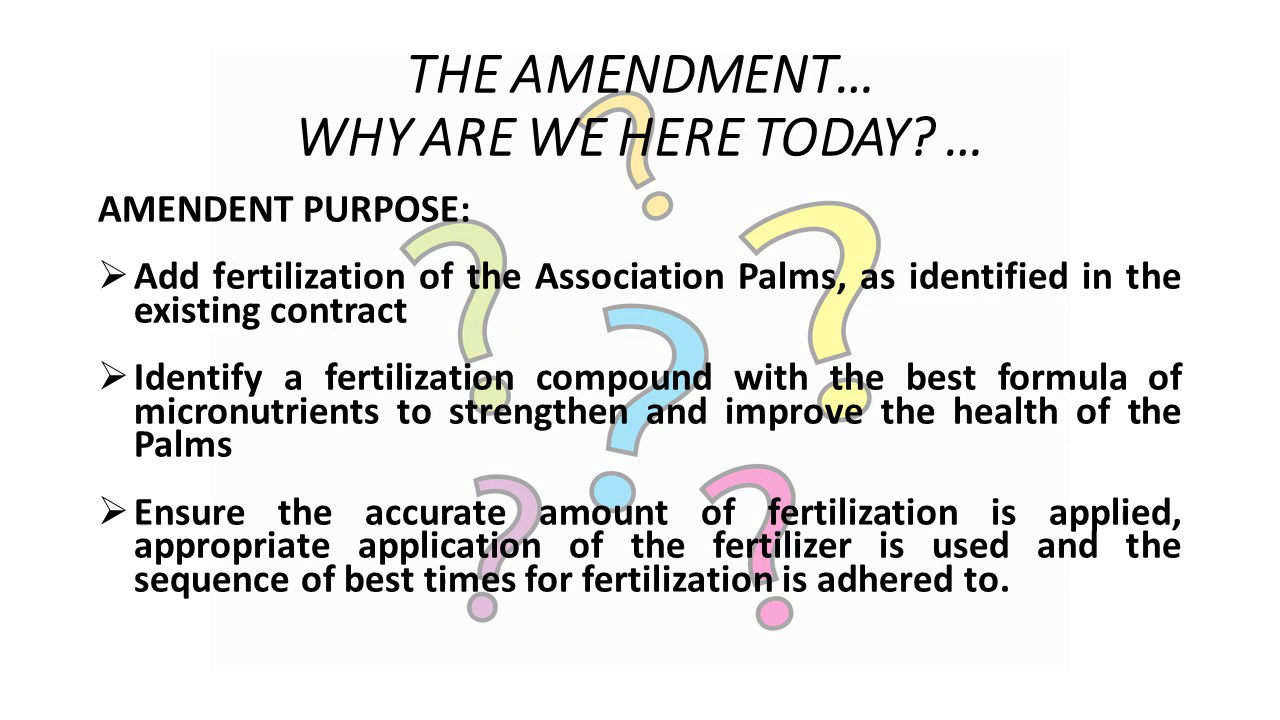 THE AMENDMENT…
WHY ARE WE HERE TODAY? …
AMENDENT PURPOSE:
➢ Add fertilization of the Association Palms, as identified in the
existing contract
➢ Identify a fertilization compound with the best formula of
micronutrients to strengthen and improve the health of the
Palms
➢ Ensure the accurate amount of fertilization is applied,
appropriate application of the fertilizer is used and the
sequence of best times for fertilization is adhered to.